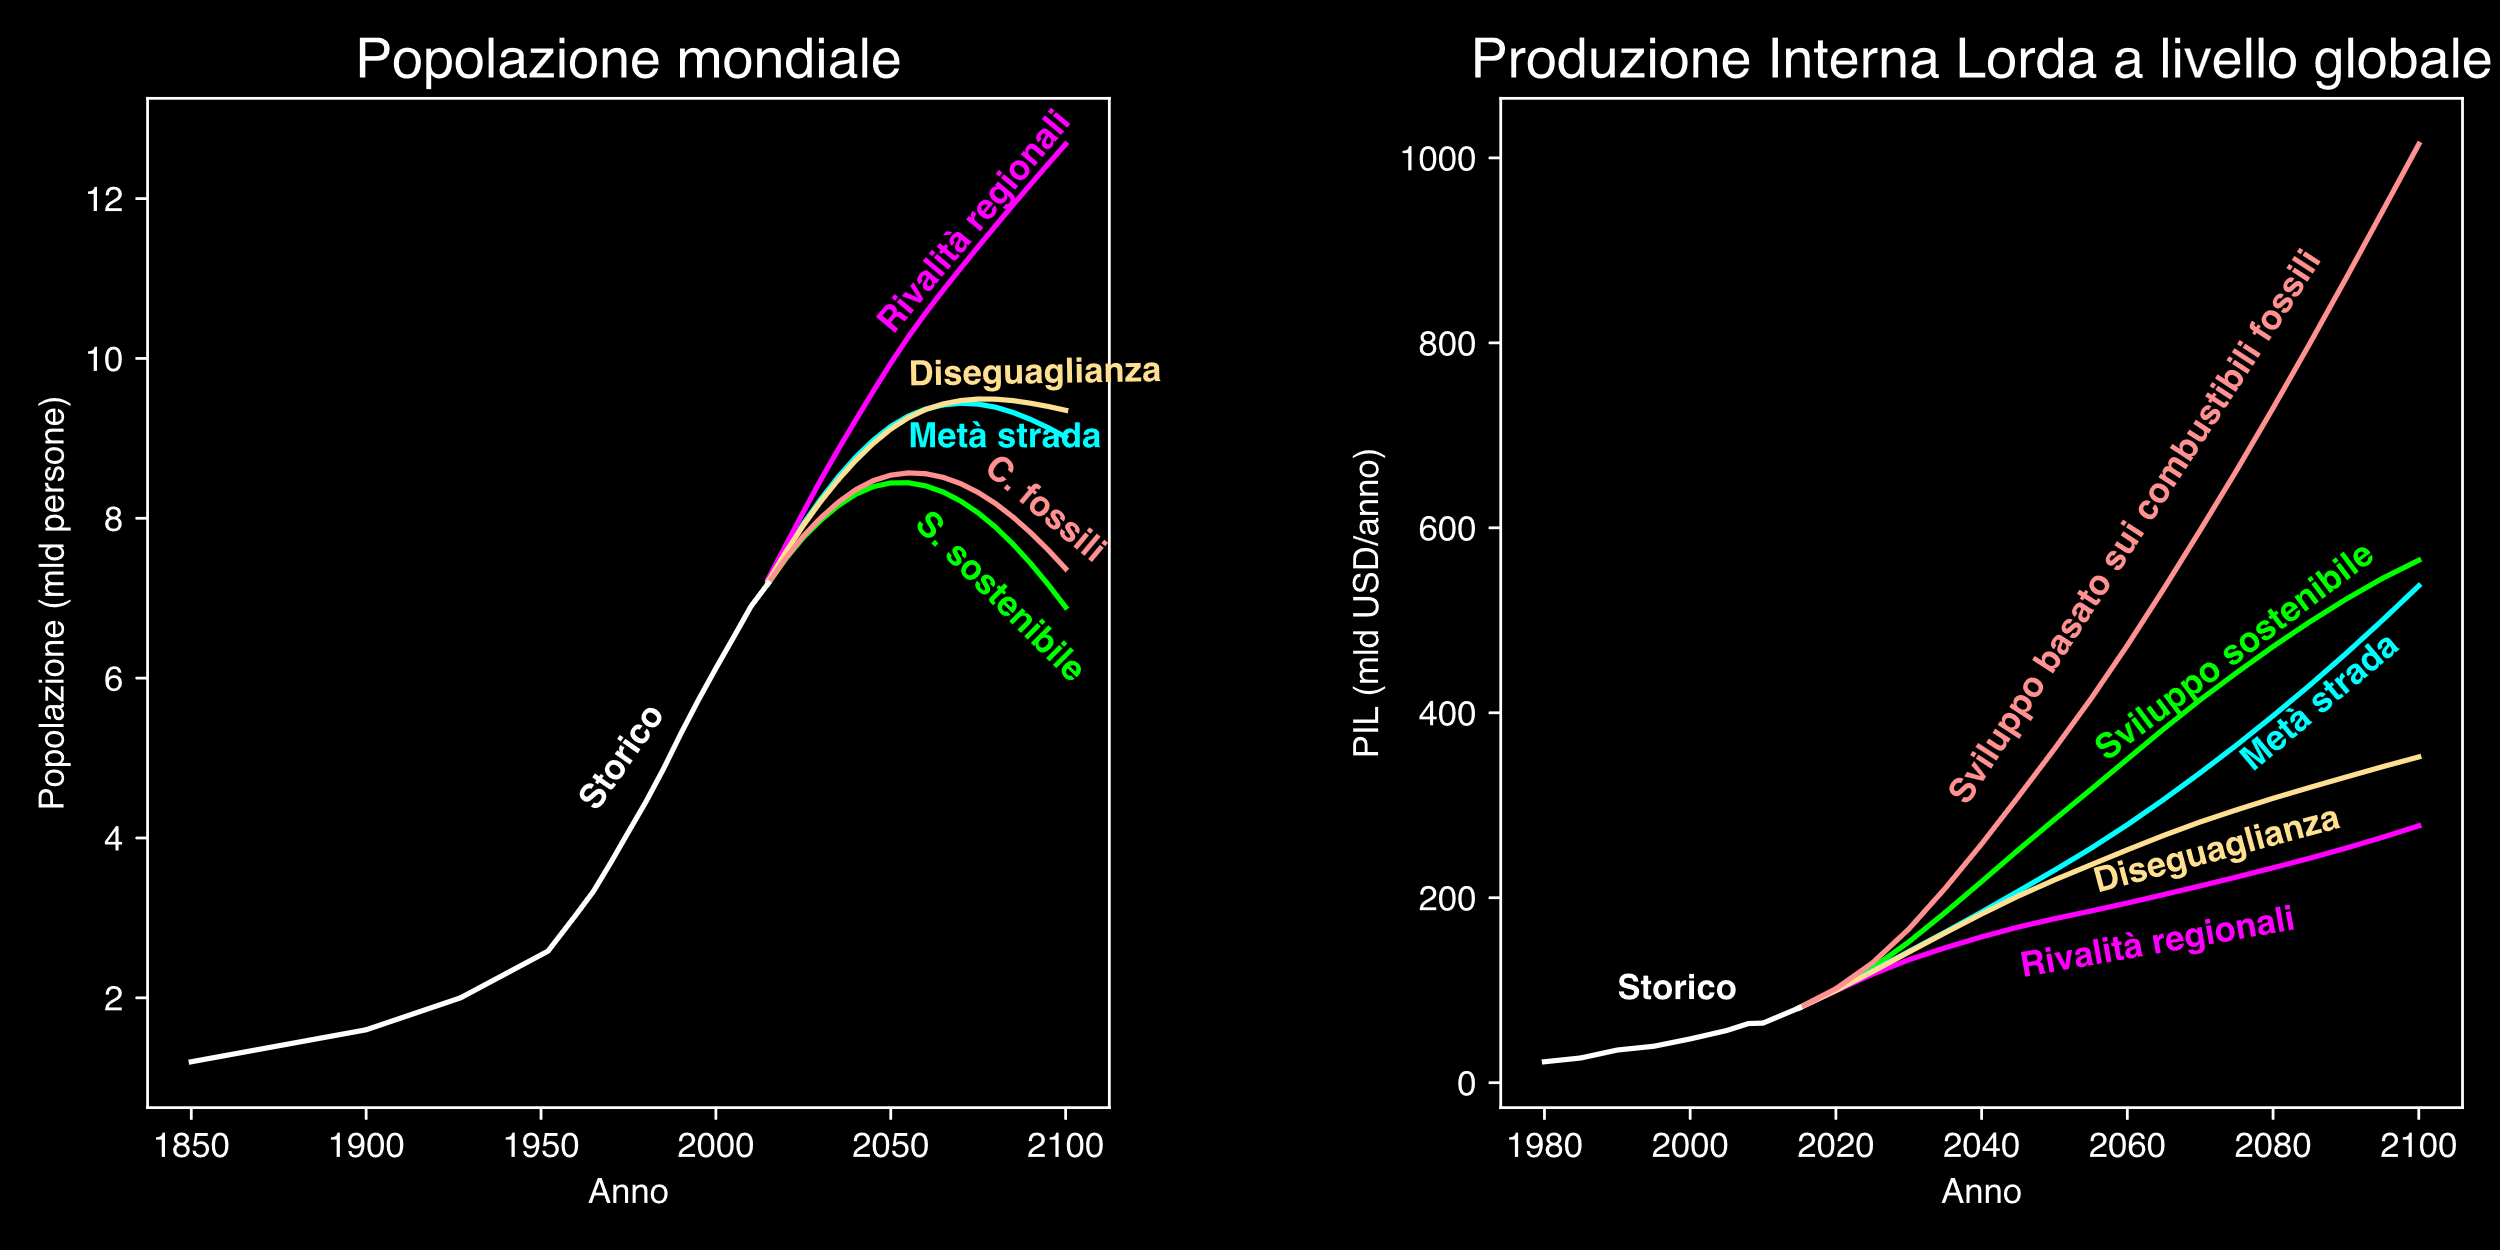 Popolazione mondiale
Popolazione (mld persone)
12
10
8
6
4
2
Rivalità regionali
Diseguaglianza
Metà strada
C. fossili
S. sostenibile
Storico
1850 1900 1950 2000 2050 2100
Anno
Produzione Interna Lorda a livello globale
PIL (mld USD/anno)
1000
800
600
400
200
0
Sviluppo basato sui combustibili fossili
Sviluppo sostenibile
Metà strada
Diseguaglianza
Rivalità regionali
Storico
1980 2000 2020 2040 2060 2080 2100
Anno